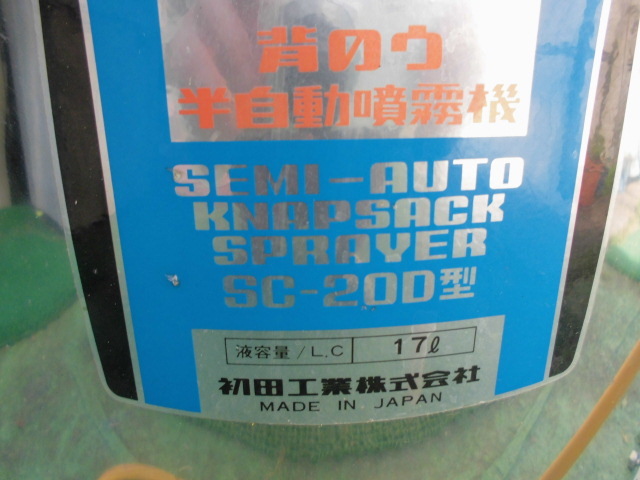 背のウ
半自動噴霧機
SEMI-AUTO
KNAPSACK
SPRAYER
SC-20D型
液容量/L.C 17ℓ
初田工業株式会社
MADE IN JAPAN